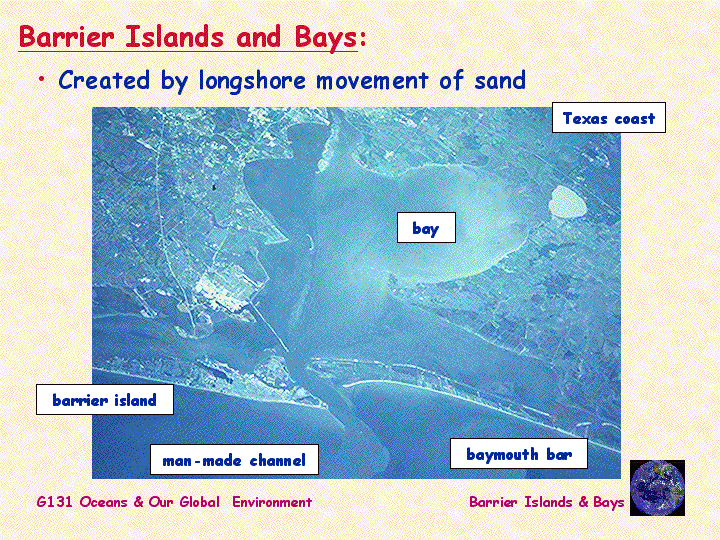 Barrier Islands and Bays:
• Created by longshore movement of sand
Texas coast
bay
barrier island
man-made channel
baymouth bar
G131 Oceans & Our Global Environment
Barrier Islands & Bays